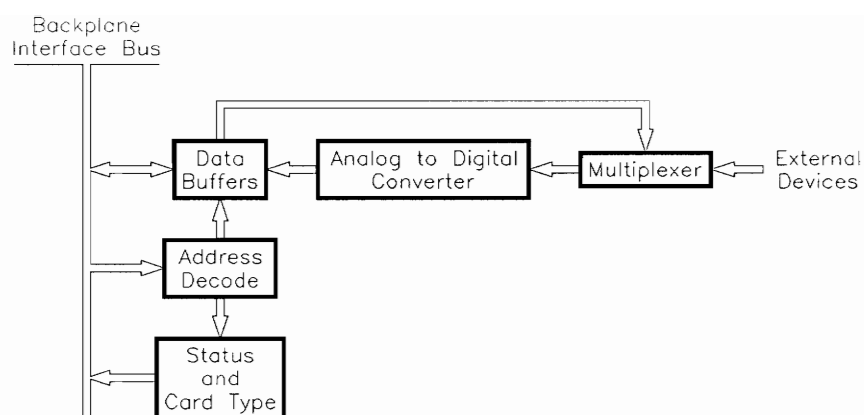 Backplane
Interface Bus
Data
Buffers
Analog to Digital
Converter
Multiplexer
External
Devices
Address
Decode
Status
and
Card Type